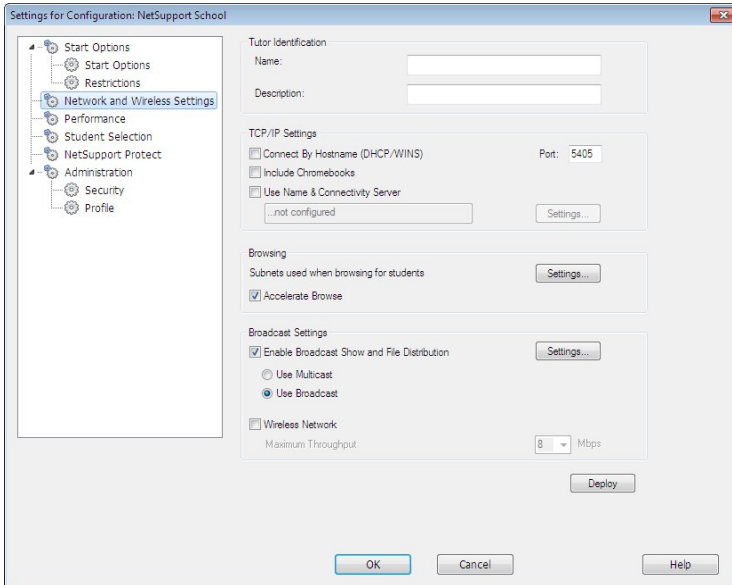 Settings for Configuration: NetSupport School
Start Options
Start Options
Restrictions
Network and Wireless Settings
Performance
Student Selection
NetSupport Protect
Administration
Security
Profile
Tutor Identification
Name:
Description:
TCP/IP Settings
Connect By Hostname (DHCP/WINS) Port: 5405
Include Chromebooks
Use Name & Connectivity Server
...not configured Settings...
Browsing
Subnets used when browsing for students Settings...
Accelerate Browse
Broadcast Settings
Enable Broadcast Show and File Distribution Settings...
Use Multicast
Use Broadcast
Wireless Network
Maximum Throughput 8 Mbps
Deploy
OK Cancel Help